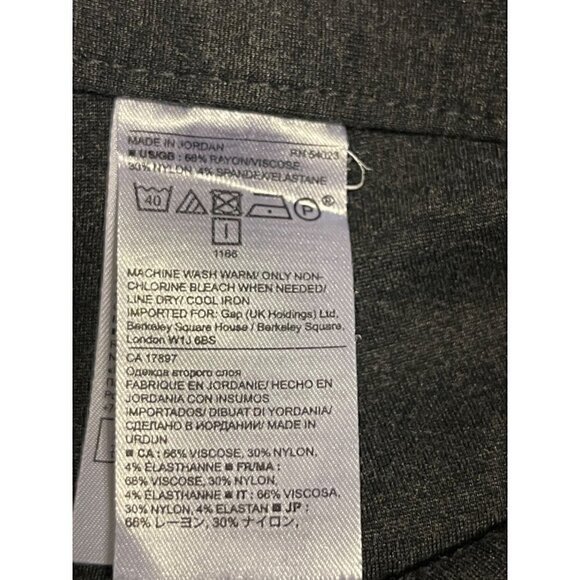 MADE IN JORDAN RN 54023
■ US/GB : 66% RAYON/VISCOSE
30% NYLON, 4% SPANDEX/ELASTANE
40 P ®
1166
MACHINE WASH WARM/ ONLY NON-
CHLORINE BLEACH WHEN NEEDED/
LINE DRY/ COOL IRON
IMPORTED FOR: Gap (UK Holdings) Ltd,
Berkeley Square House / Berkeley Square,
London W1J 6BS
CA 17897
Одежда второго слоя
FABRIQUE EN JORDANIE/ HECHO EN
JORDANIA CON INSUMOS
IMPORTADOS/ DIBUAT DI YORDANIA/
СДЕЛАНО В ИОРДАНИИ/ MADE IN
URDUN
■ CA : 66% VISCOSE, 30% NYLON,
4% ÉLASTHANNE ■ FR/MA :
66% VISCOSE, 30% NYLON,
4% ÉLASTHANNE ■ IT : 66% VISCOSA,
30% NYLON, 4% ELASTAN ■ JP :
66% レーヨン, 30% ナイロン,